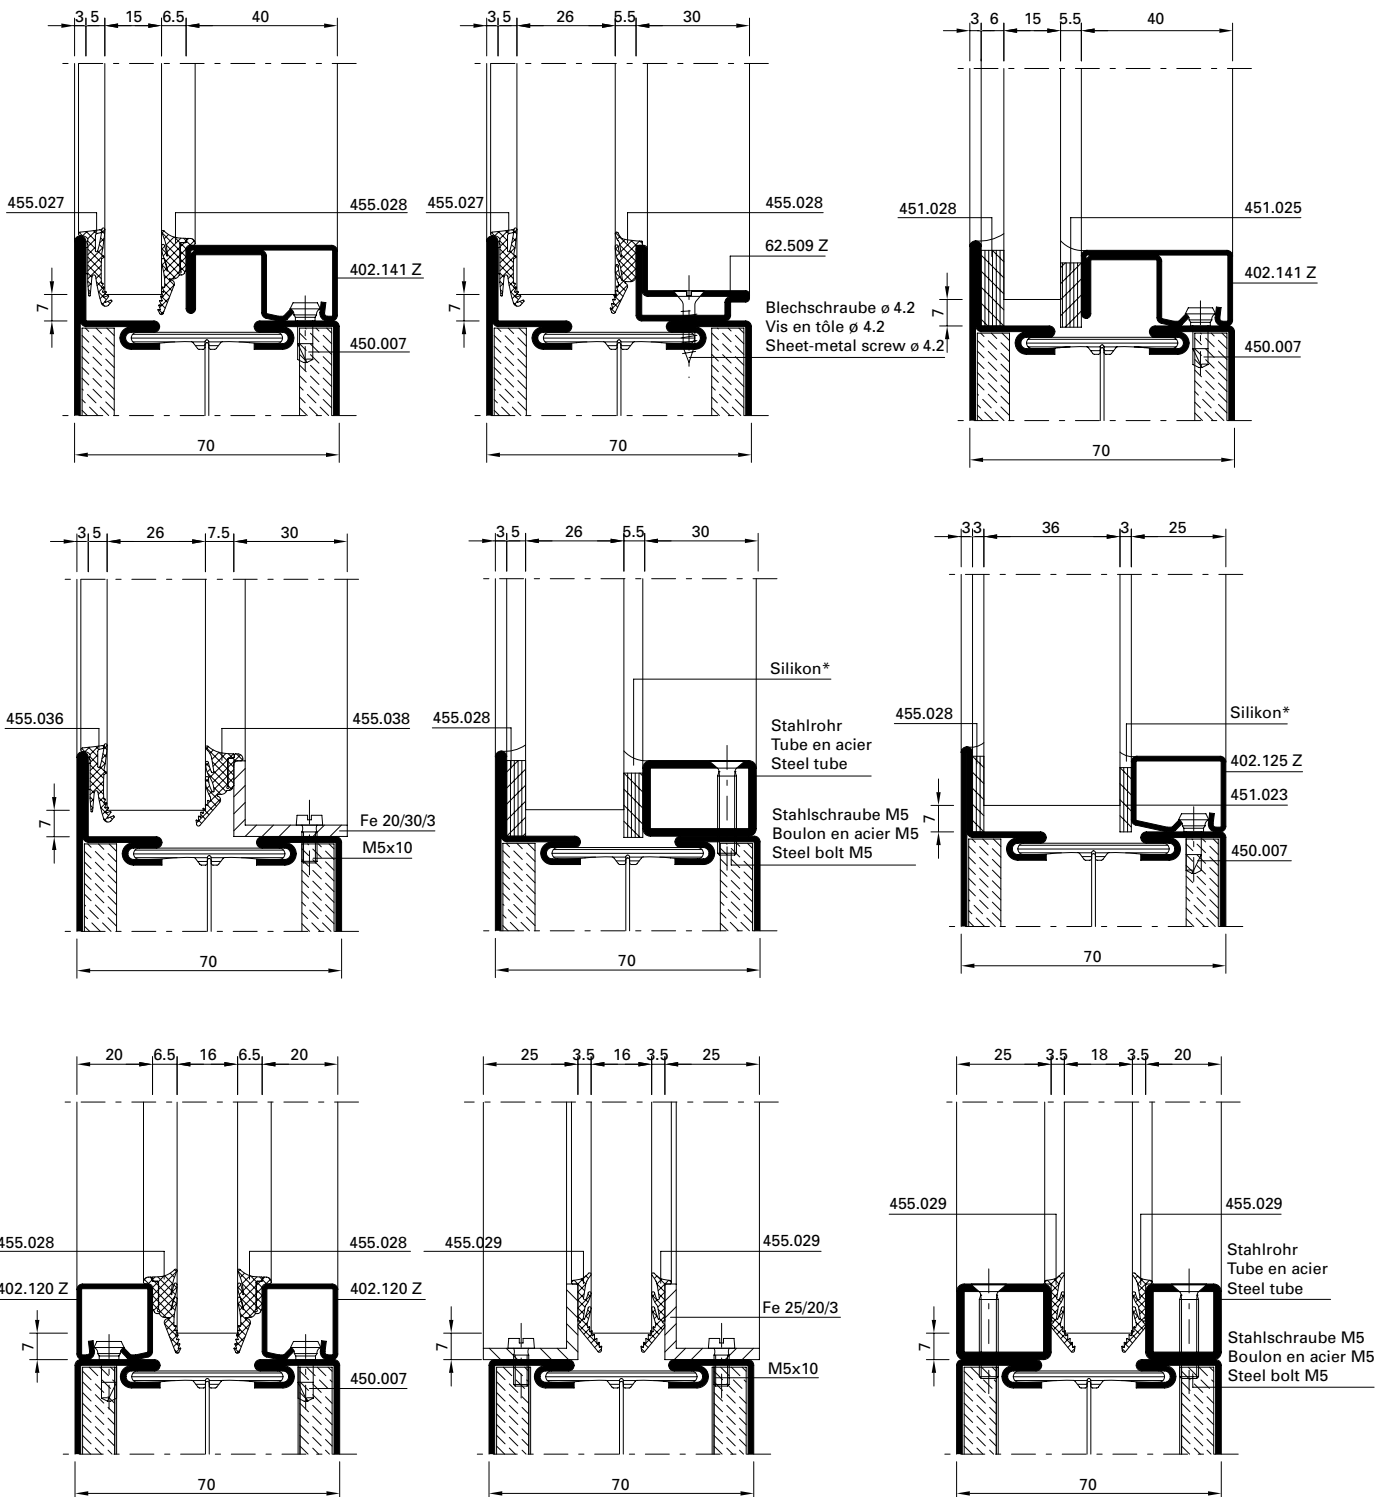 3 5 15 6.5 40
455.027
455.028
402.141 Z
7
450.007
70
3 5 26 5.5 30
455.027
455.028
62.509 Z
7
Blechschraube ø 4.2
Vis en tôle ø 4.2
Sheet-metal screw ø 4.2
70
3 6 15 5.5 40
451.028
451.025
402.141 Z
7
450.007
70
3 5 26 7.5 30
455.036
455.038
7
Fe 20/30/3
M5x10
70
3 5 26 5.5 30
Silikon*
455.028
Stahlrohr
Tube en acier
Steel tube
Stahlschraube M5
Boulon en acier M5
Steel bolt M5
70
3 3 36 3 25
455.028
Silikon*
402.125 Z
451.023
7
450.007
70
20 6.5 16 6.5 20
455.028
455.028
402.120 Z
402.120 Z
7
450.007
70
25 3.5 16 3.5 25
455.029
455.029
Fe 25/20/3
7
M5x10
70
25 3.5 18 3.5 20
455.029
455.029
Stahlrohr
Tube en acier
Steel tube
7
Stahlschraube M5
Boulon en acier M5
Steel bolt M5
70